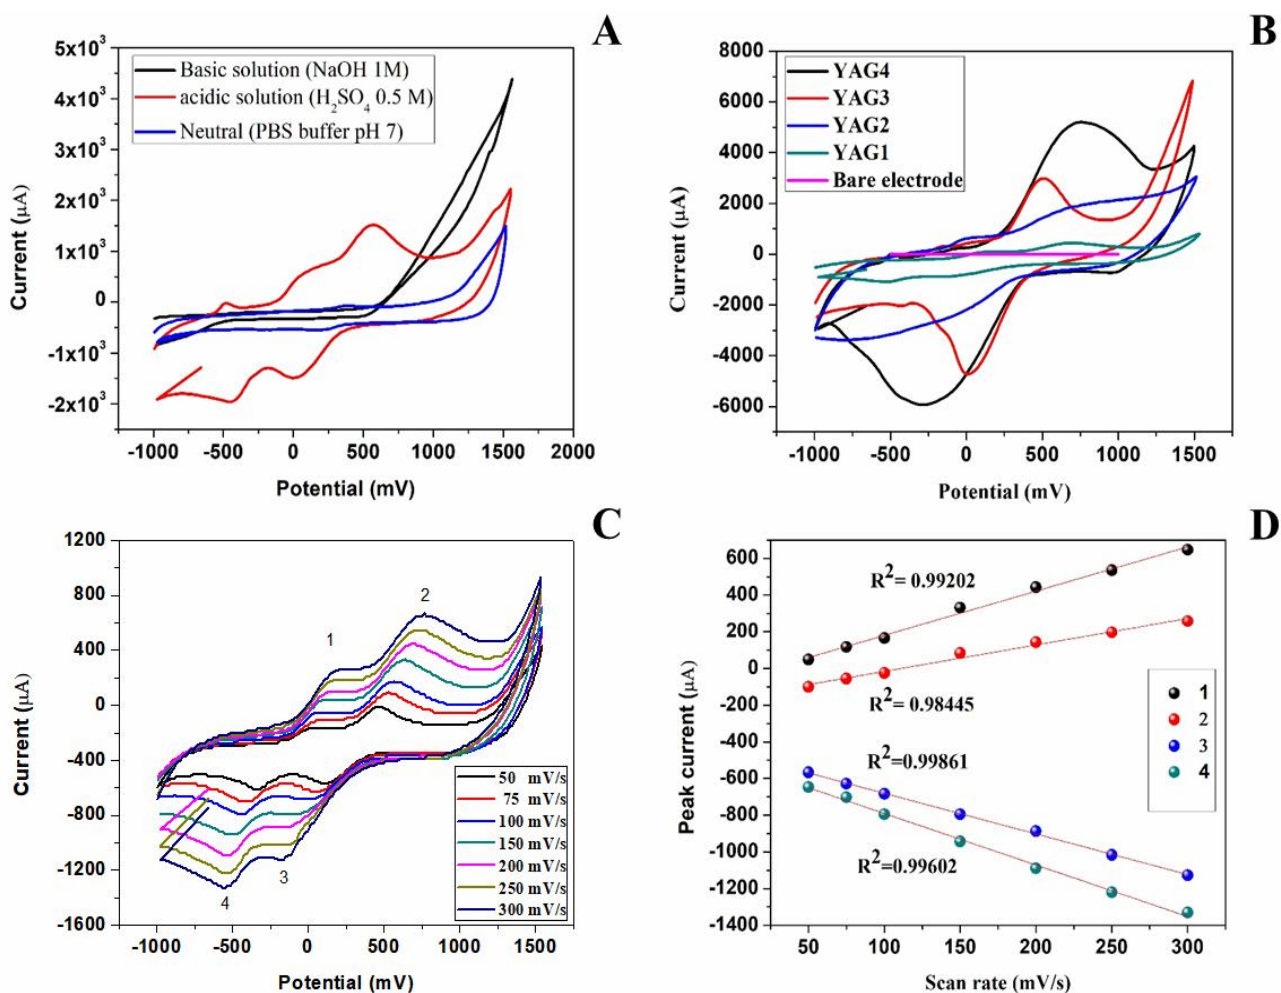 A
5x10³
4x10³
3x10³
2x10³
1x10³
0
-1x10³
-2x10³
Current (µA)
Basic solution (NaOH 1M)
acidic solution (H₂SO₄ 0.5 M)
Neutral (PBS buffer pH 7)
-1000 -500 0 500 1000 1500 2000
Potential (mV)
B
8000
6000
4000
2000
0
-2000
-4000
-6000
Current (µA)
YAG4
YAG3
YAG2
YAG1
Bare electrode
-1000 -500 0 500 1000 1500
Potential (mV)
C
1200
800
400
0
-400
-800
-1200
-1600
Current (µA)
1
2
3
4
50 mV/s
75 mV/s
100 mV/s
150 mV/s
200 mV/s
250 mV/s
300 mV/s
-1000 -500 0 500 1000 1500
Potential (mV)
D
600
400
200
0
-200
-400
-600
-800
-1000
-1200
-1400
Peak current (µA)
R²= 0.99202
R²= 0.98445
R²= 0.99861
R²=0.99602
1
2
3
4
50 100 150 200 250 300
Scan rate (mV/s)